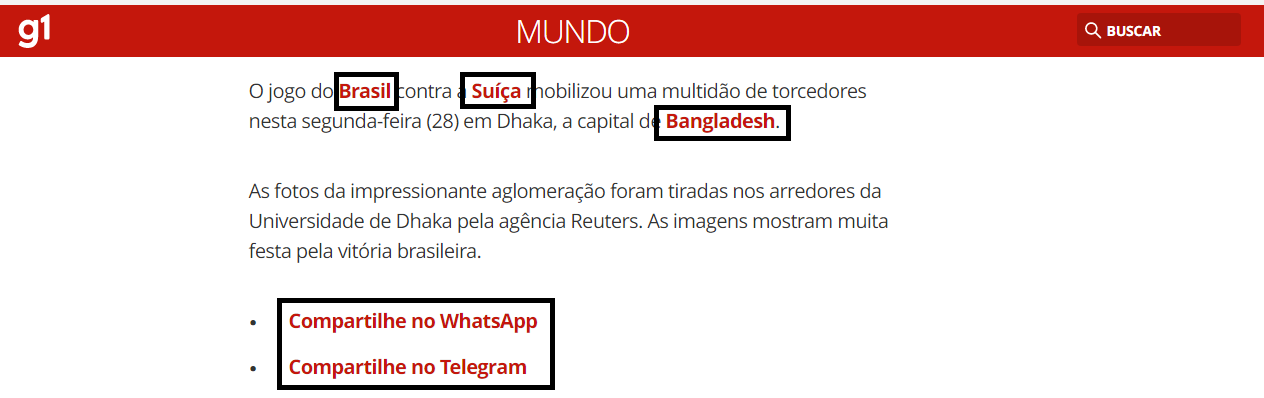 g1 MUNDO BUSCAR
O jogo do Brasil contra a Suíça mobilizou uma multidão de torcedores
nesta segunda-feira (28) em Dhaka, a capital de Bangladesh.
As fotos da impressionante aglomeração foram tiradas nos arredores da
Universidade de Dhaka pela agência Reuters. As imagens mostram muita
festa pela vitória brasileira.
• Compartilhe no WhatsApp
• Compartilhe no Telegram